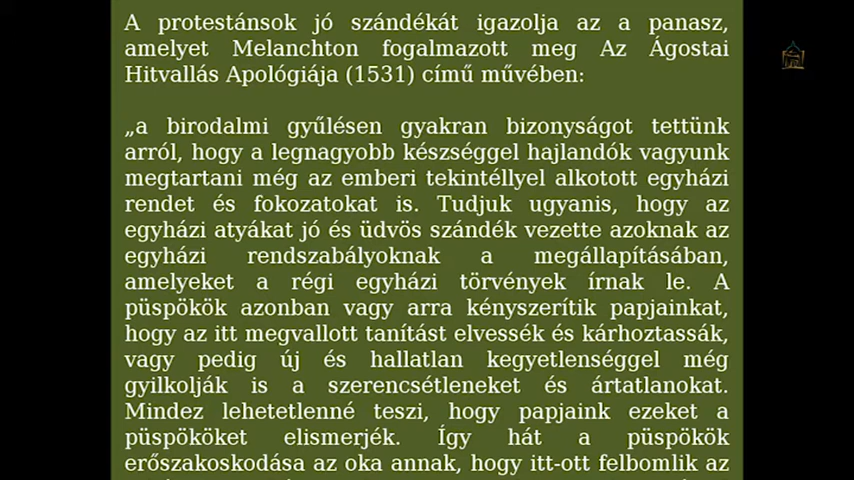 A protestánsok jó szándékát igazolja az a panasz,
amelyet Melanchton fogalmazott meg Az Ágostai
Hitvallás Apológiája (1531) című művében:
„a birodalmi gyűlésen gyakran bizonyságot tettünk
arról, hogy a legnagyobb készséggel hajlandók vagyunk
megtartani még az emberi tekintéllyel alkotott egyházi
rendet és fokozatokat is. Tudjuk ugyanis, hogy az
egyházi atyákat jó és üdvös szándék vezette azoknak az
egyházi rendszabályoknak a megállapításában,
amelyeket a régi egyházi törvények írnak le. A
püspökök azonban vagy arra kényszerítik papjainkat,
hogy az itt megvallott tanítást elvessék és kárhoztassák,
vagy pedig új és hallatlan kegyetlenséggel még
gyilkolják is a szerencsétleneket és ártatlanokat.
Mindez lehetetlenné teszi, hogy papjaink ezeket a
püspököket elismerjék. Így hát a püspökök
erőszakoskodása az oka annak, hogy itt-ott felbomlik az